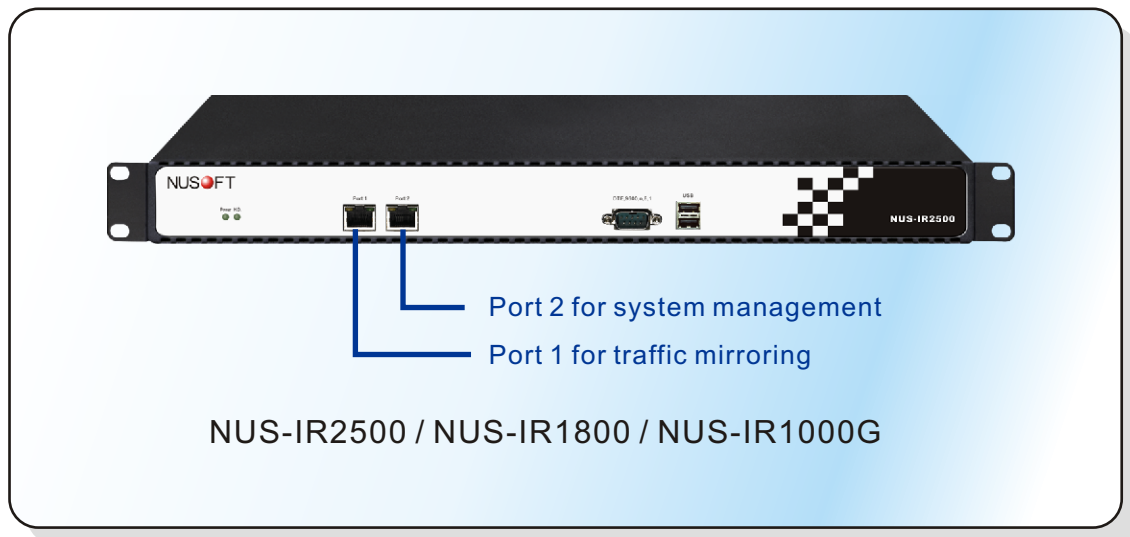 NUSOFT
Port 1
Port 2
USB
NUS-IR2500
Port 2 for system management
Port 1 for traffic mirroring
NUS-IR2500 / NUS-IR1800 / NUS-IR1000G